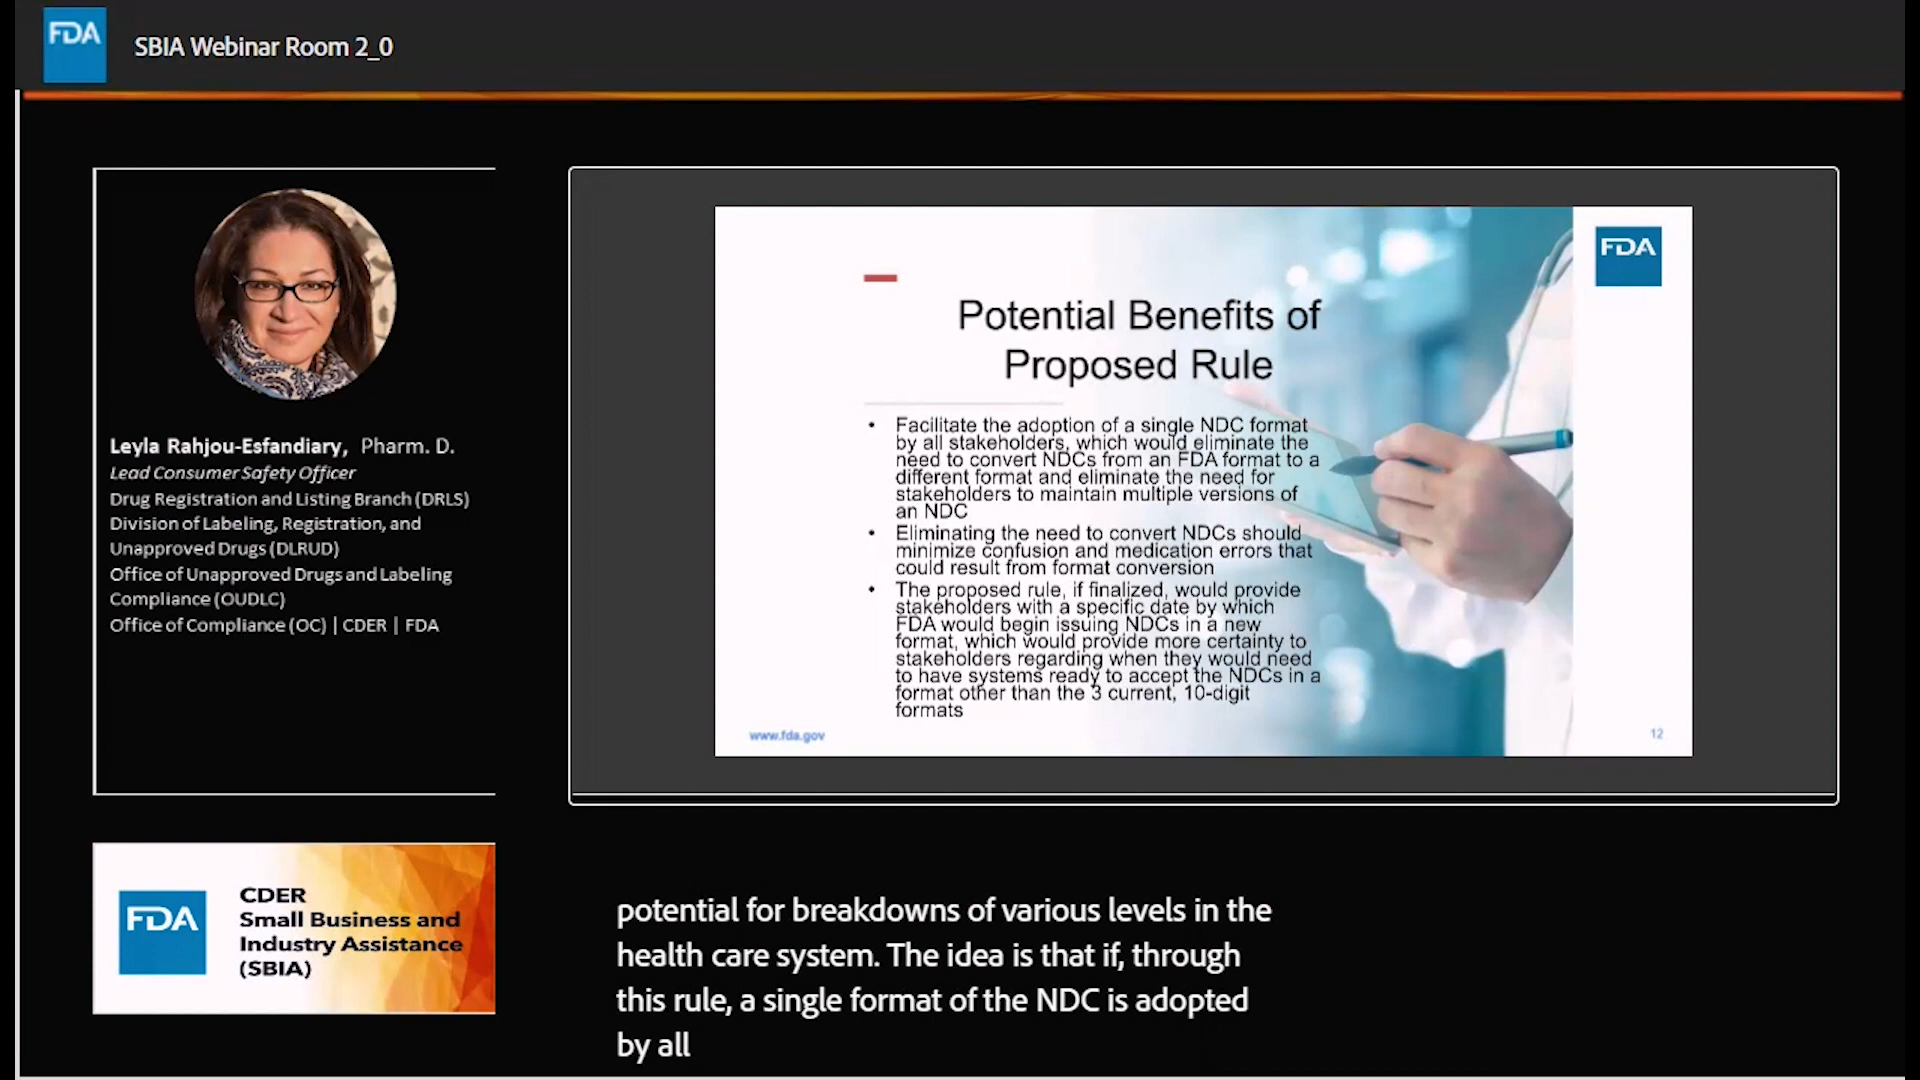 FDA
SBIA Webinar Room 2_0
Leyla Rahjou-Esfandiary, Pharm. D.
Lead Consumer Safety Officer
Drug Registration and Listing Branch (DRLS)
Division of Labeling, Registration, and
Unapproved Drugs (DLRUD)
Office of Unapproved Drugs and Labeling
Compliance (OUDLC)
Office of Compliance (OC) | CDER | FDA
FDA
CDER
Small Business and
Industry Assistance
(SBIA)
FDA
Potential Benefits of
Proposed Rule
• Facilitate the adoption of a single NDC format
by all stakeholders, which would eliminate the
need to convert NDCs from an FDA format to a
different format and eliminate the need for
stakeholders to maintain multiple versions of
an NDC
• Eliminating the need to convert NDCs should
minimize confusion and medication errors that
could result from format conversion
• The proposed rule, if finalized, would provide
stakeholders with a specific date by which
FDA would begin issuing NDCs in a new
format, which would provide more certainty to
stakeholders regarding when they would need
to have systems ready to accept the NDCs in a
format other than the 3 current, 10-digit
formats
www.fda.gov
12
potential for breakdowns of various levels in the
health care system. The idea is that if, through
this rule, a single format of the NDC is adopted
by all